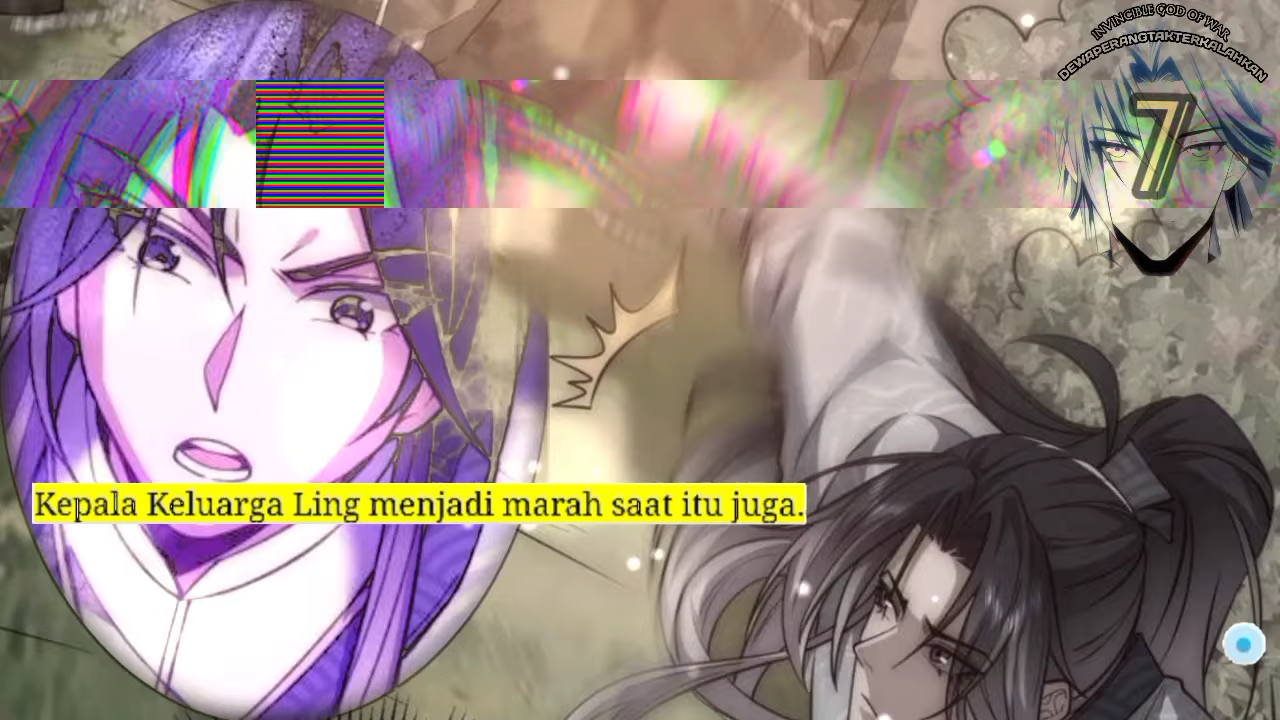 INVINCIBLE GOD OF WAR
DEWAPERANGTAKTERKALAHKAN
7
Kepala Keluarga Ling menjadi marah saat itu juga.